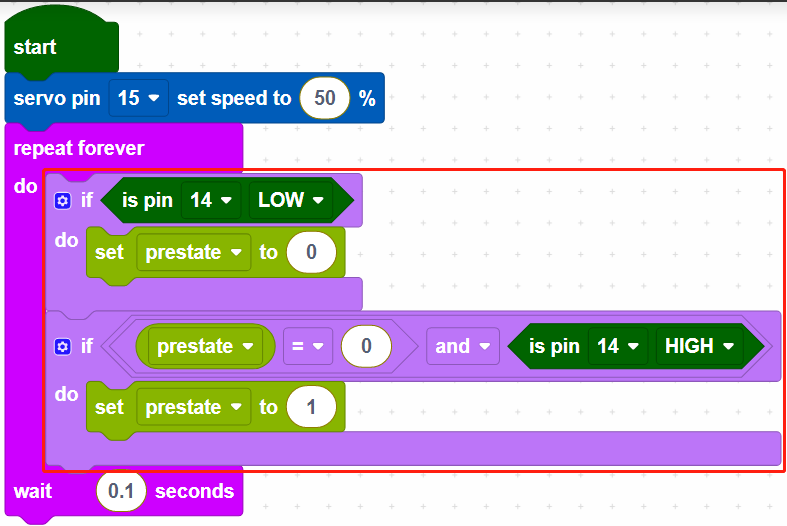 start
servo pin 15 set speed to 50 %
repeat forever
do if is pin 14 LOW
do set prestate to 0
if prestate = 0 and is pin 14 HIGH
do set prestate to 1
wait 0.1 seconds